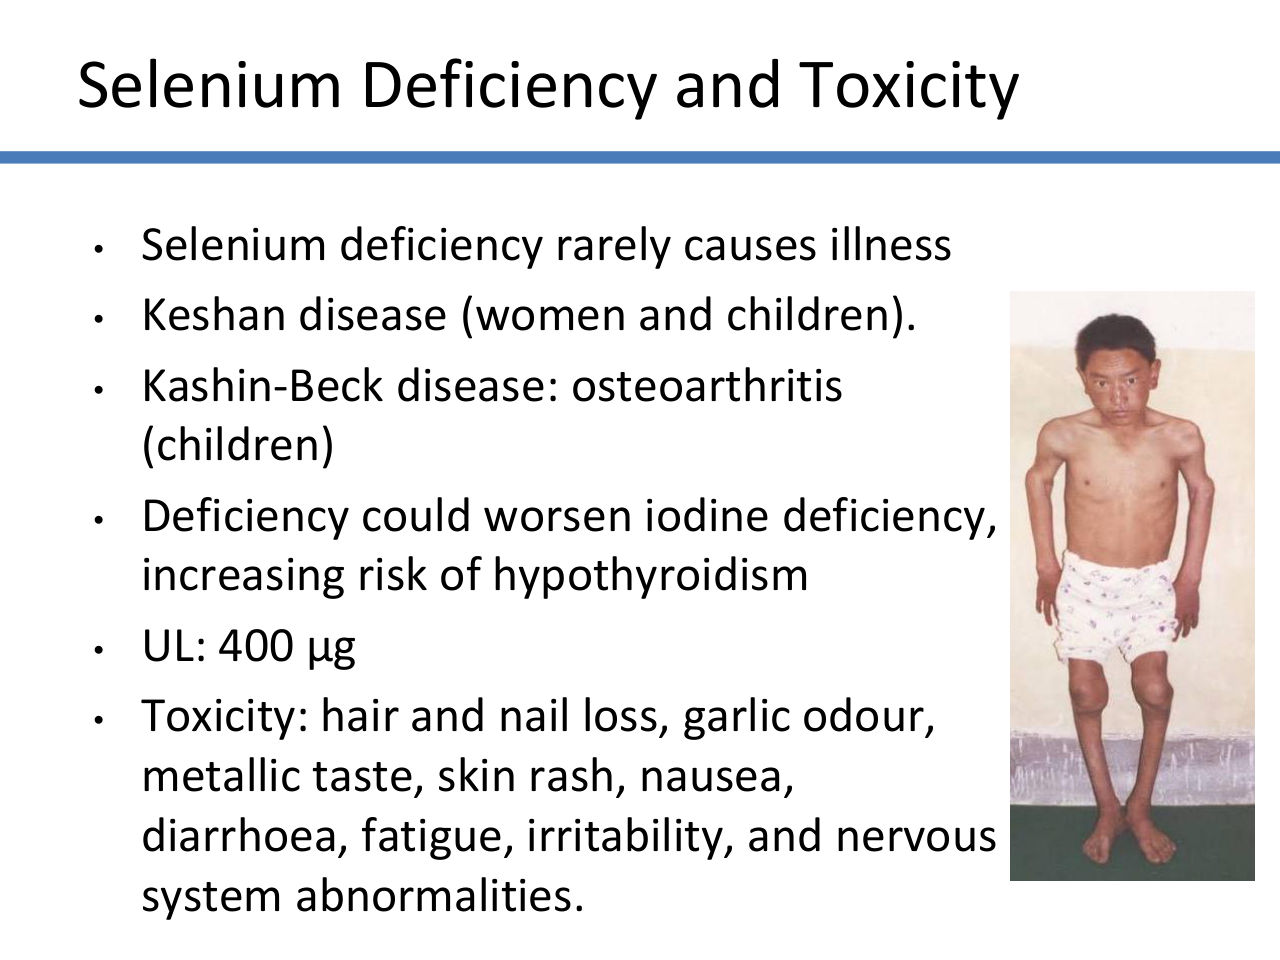 Selenium Deficiency and Toxicity
• Selenium deficiency rarely causes illness
• Keshan disease (women and children).
• Kashin-Beck disease: osteoarthritis
(children)
• Deficiency could worsen iodine deficiency,
increasing risk of hypothyroidism
• UL: 400 µg
• Toxicity: hair and nail loss, garlic odour,
metallic taste, skin rash, nausea,
diarrhoea, fatigue, irritability, and nervous
system abnormalities.